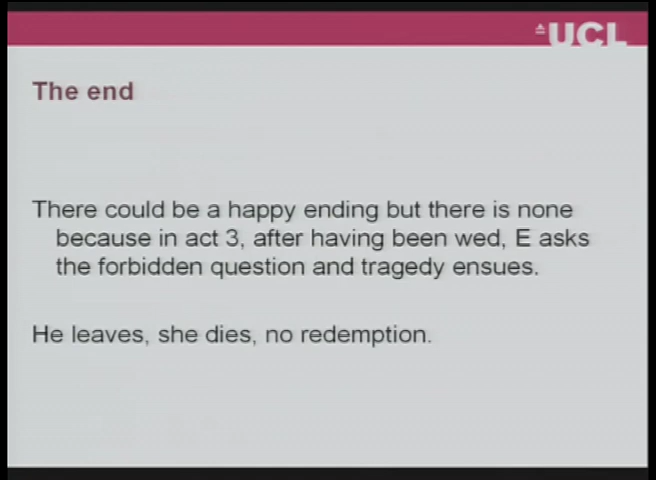 UCL
The end
There could be a happy ending but there is none
because in act 3, after having been wed, E asks
the forbidden question and tragedy ensues.
He leaves, she dies, no redemption.